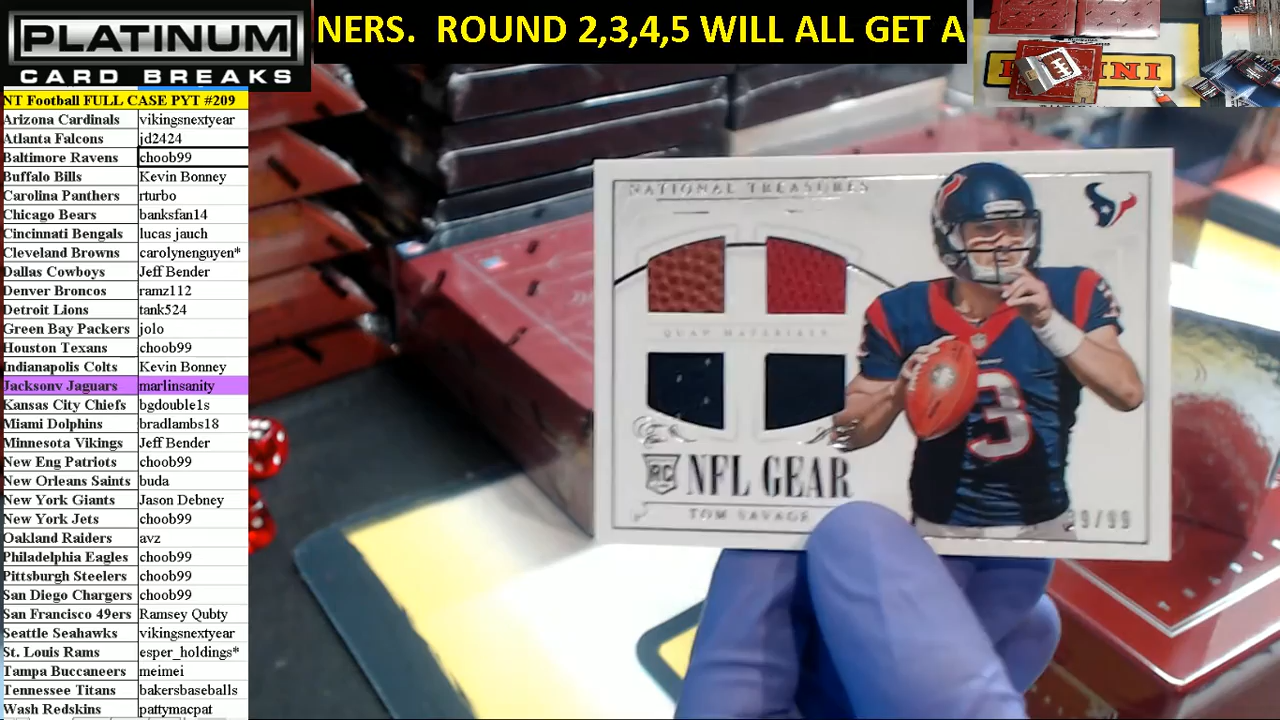 PLATINUM
CARD BREAKS
NERS. ROUND 2,3,4,5 WILL ALL GET A
NT Football FULL CASE PYT #209
Arizona Cardinals vikingsnextyear
Atlanta Falcons jd2424
Baltimore Ravens choob99
Buffalo Bills Kevin Bonney
Carolina Panthers rturbo
Chicago Bears banksfan14
Cincinnati Bengals lucas jauch
Cleveland Browns carolynenguyen*
Dallas Cowboys Jeff Bender
Denver Broncos ramz112
Detroit Lions tank524
Green Bay Packers jolo
Houston Texans choob99
Indianapolis Colts Kevin Bonney
Jacksonv Jaguars marlinsanity
Kansas City Chiefs bgdouble1s
Miami Dolphins bradlambs18
Minnesota Vikings Jeff Bender
New Eng Patriots choob99
New Orleans Saints buda
New York Giants Jason Debney
New York Jets choob99
Oakland Raiders avz
Philadelphia Eagles choob99
Pittsburgh Steelers choob99
San Diego Chargers choob99
San Francisco 49ers Ramsey Qubty
Seattle Seahawks vikingsnextyear
St. Louis Rams esper_holdings*
Tampa Buccaneers meimei
Tennessee Titans bakersbaseballs
Wash Redskins pattymacpat
NATIONAL TREASURES
QUAD MATERIALS
RC NFL GEAR
TOM SAVAGE
3
/99